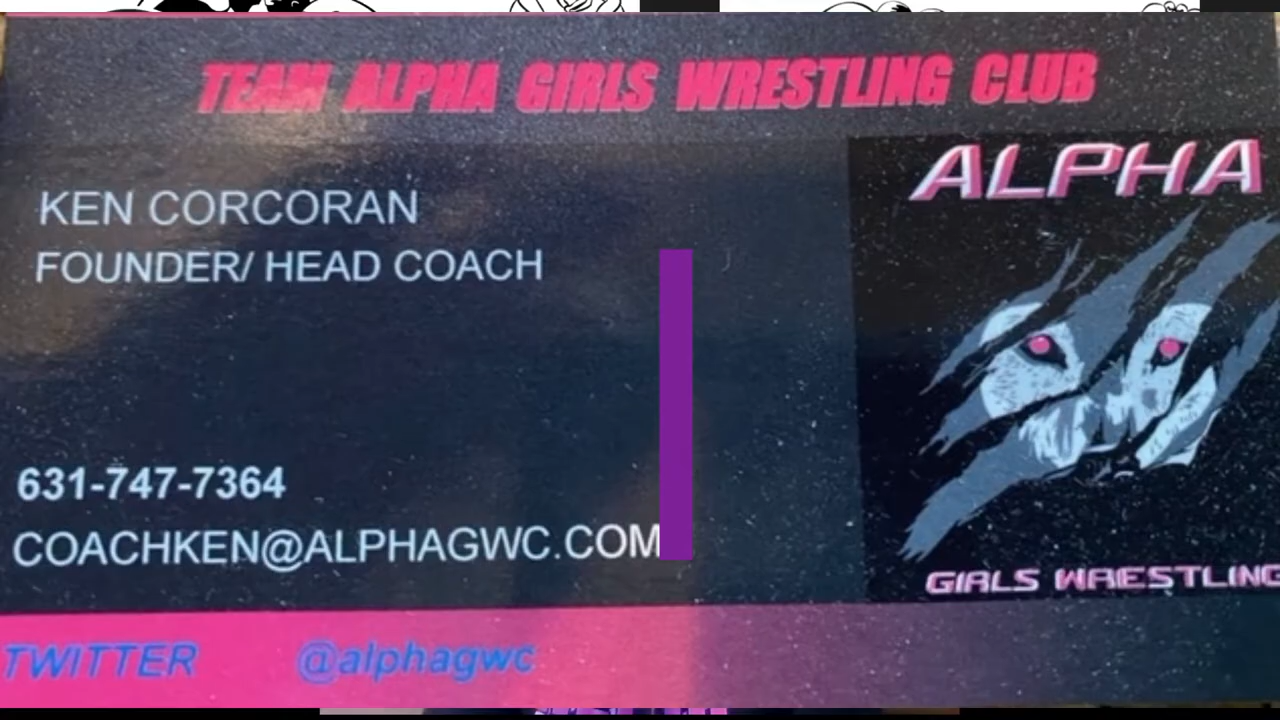 TEAM ALPHA GIRLS WRESTLING CLUB
KEN CORCORAN
FOUNDER/ HEAD COACH
631-747-7364
COACHKEN@ALPHAGWC.COM
TWITTER @alphagwc
ALPHA
GIRLS WRESTLING